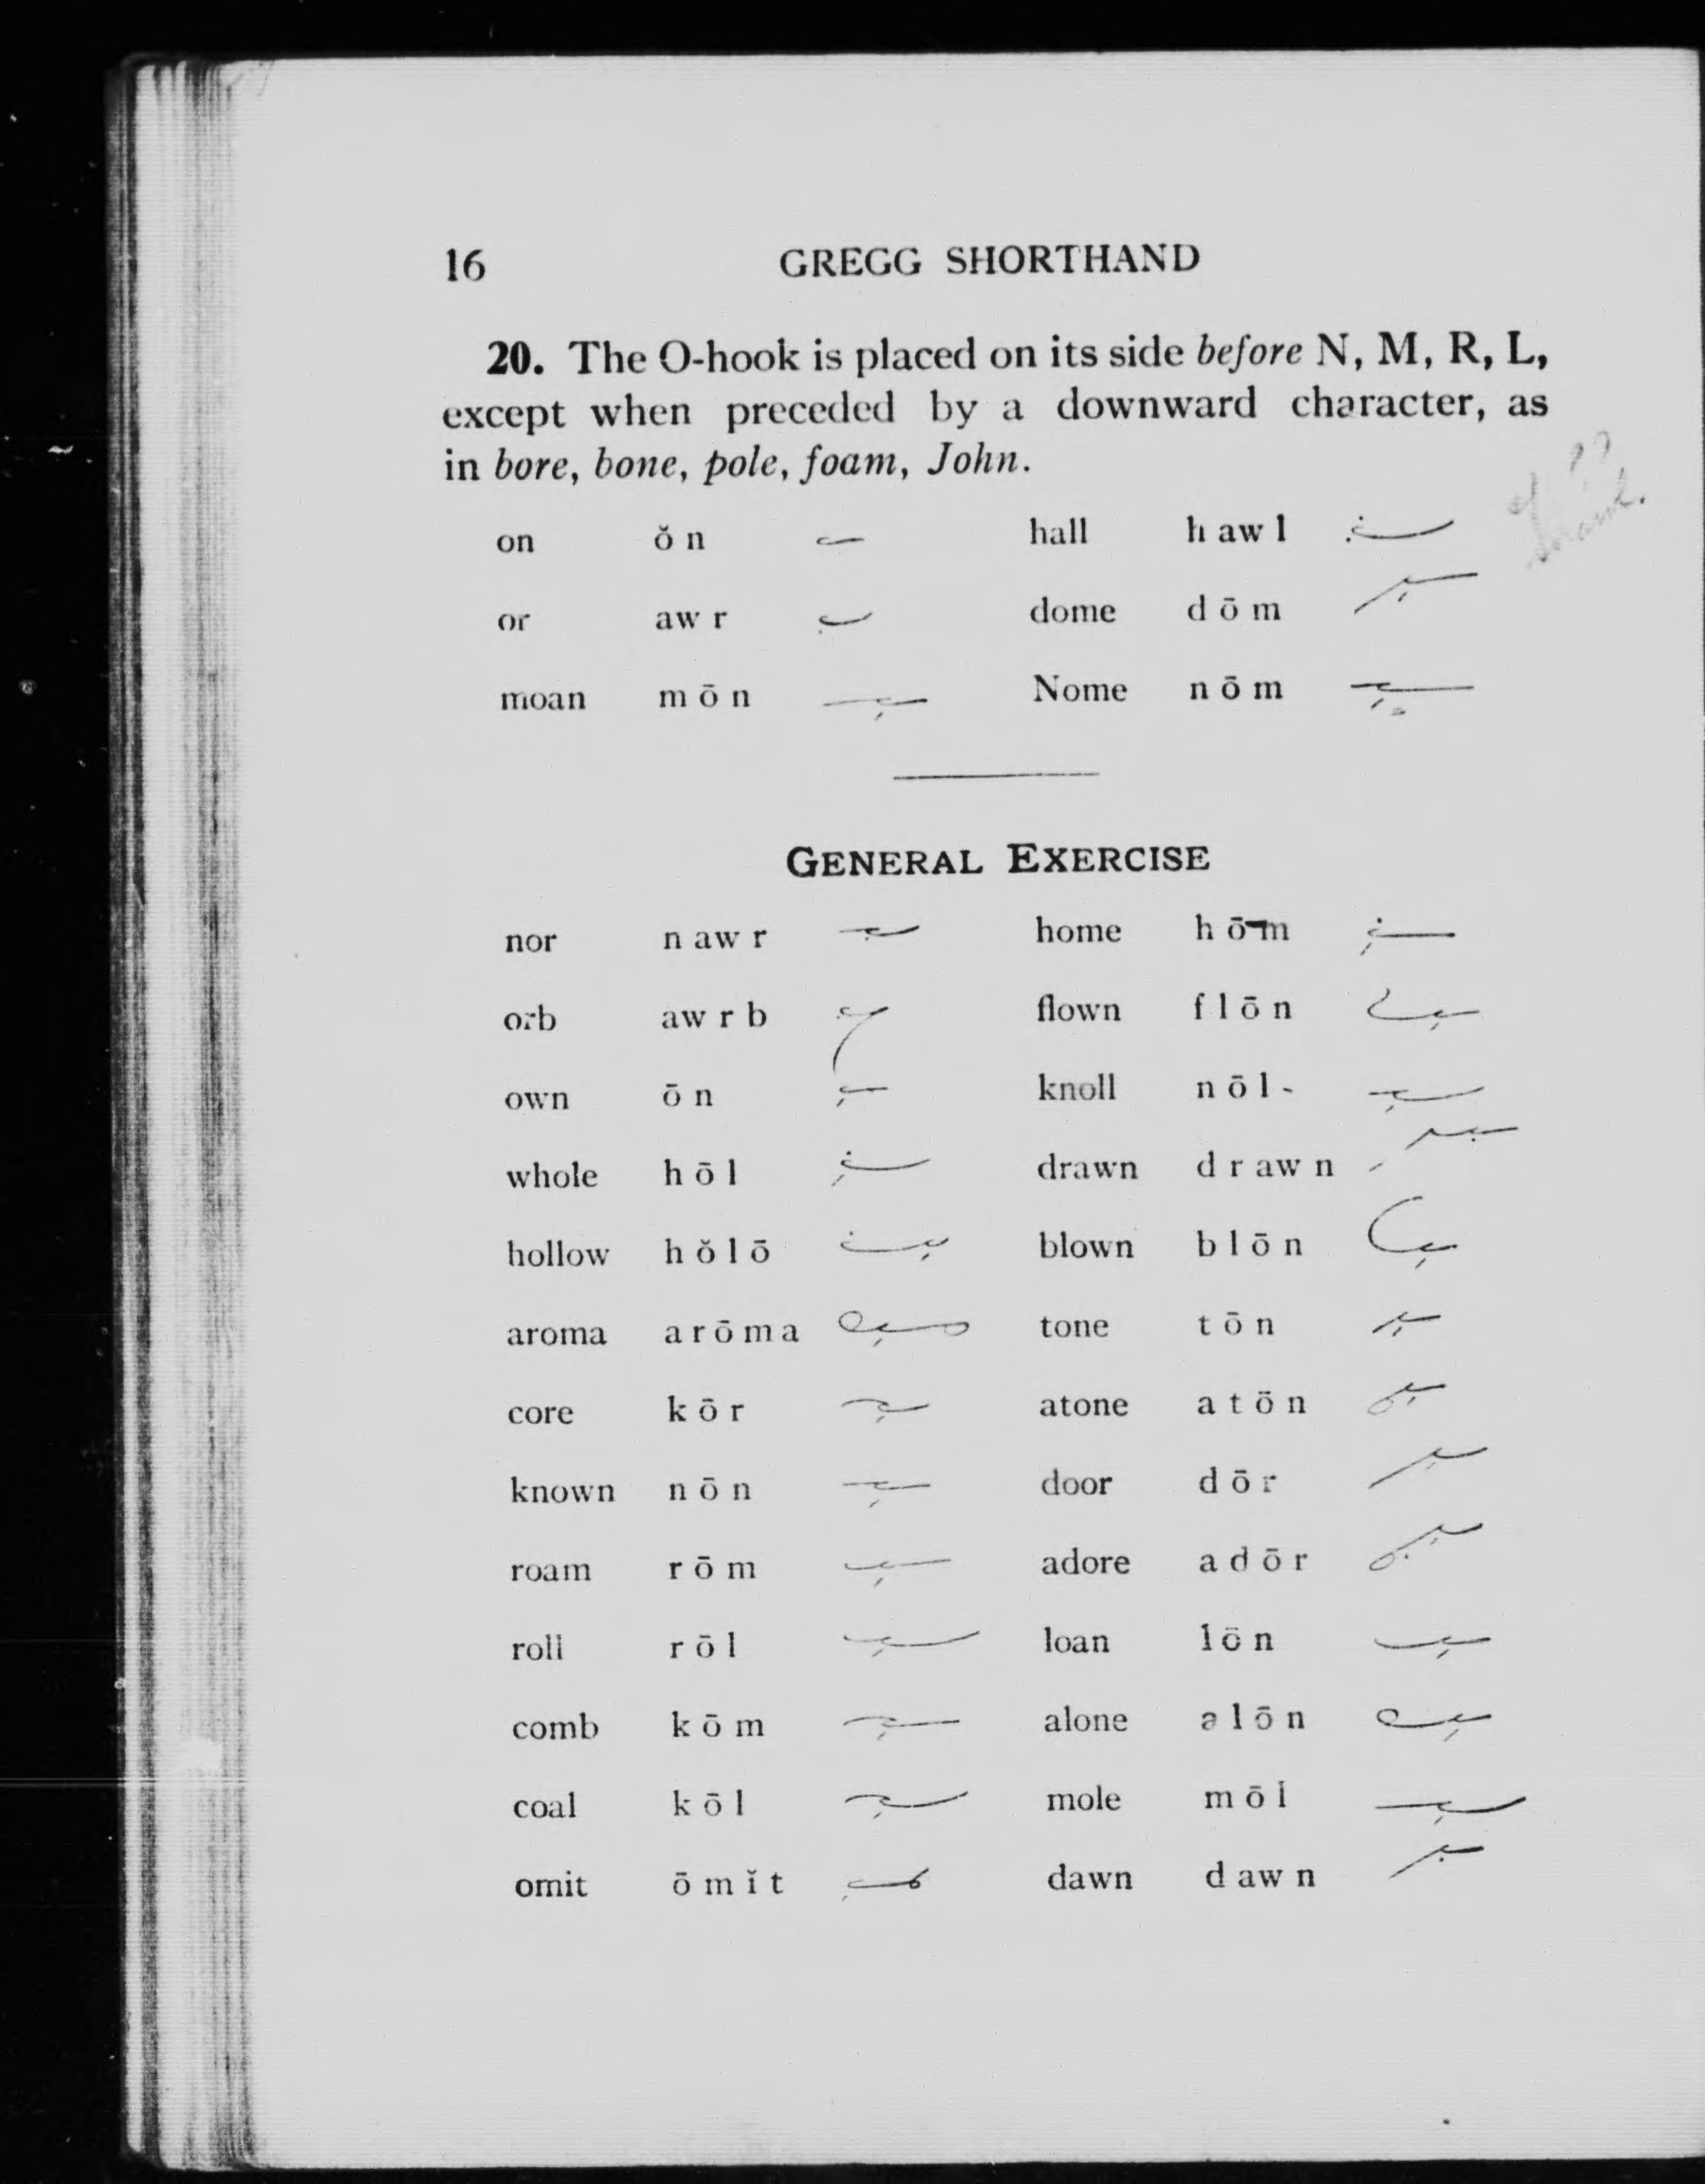 16 GREGG SHORTHAND
20. The O-hook is placed on its side before N, M, R, L,
except when preceded by a downward character, as
in bore, bone, pole, foam, John.
on ŏ n hall h aw l
or aw r dome d ō m
moan m ō n Nome n ō m
GENERAL EXERCISE
nor n aw r home h ō m
orb aw r b flown f l ō n
own ō n knoll n ō l
whole h ō l drawn d r aw n
hollow h ŏ l ō blown b l ō n
aroma a r ō m a tone t ō n
core k ō r atone a t ō n
known n ō n door d ō r
roam r ō m adore a d ō r
roll r ō l loan l ō n
comb k ō m alone a l ō n
coal k ō l mole m ō l
omit ō m ĭ t dawn d aw n